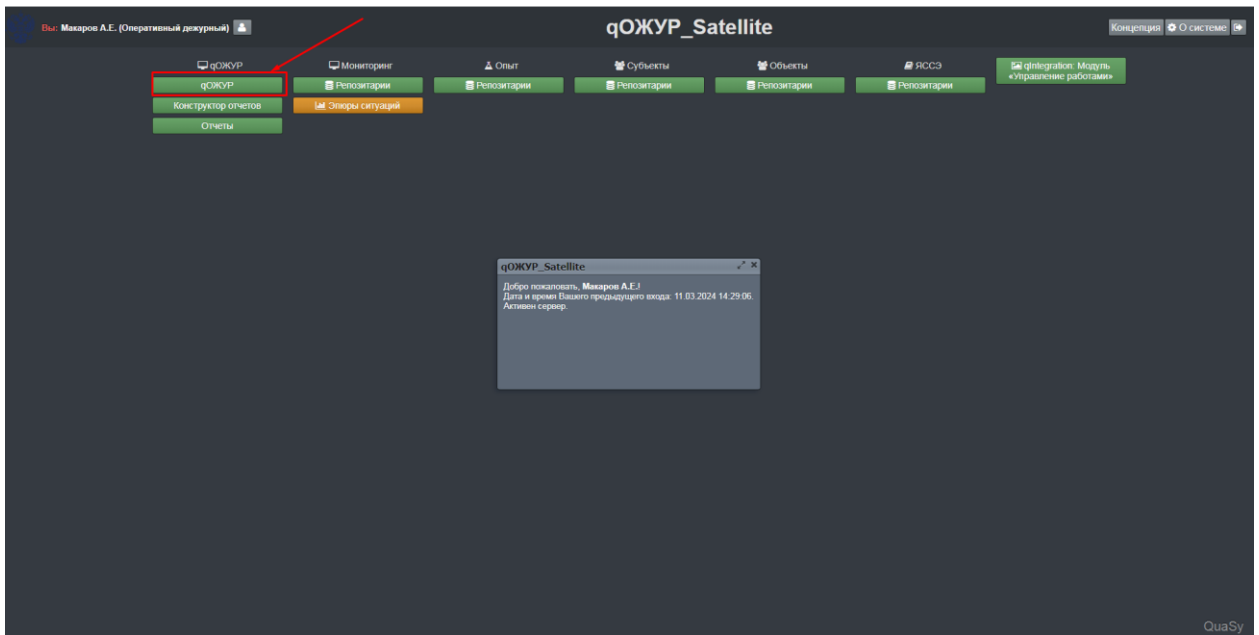 Вы: Макаров А.Е. (Оперативный дежурный)
qОЖУР_Satellite
Концепция О системе
qОЖУР Мониторинг Опыт Субъекты Объекты ЯССЭ
qIntegration: Модуль
«Управление работами»
qОЖУР Репозитарии Репозитарии Репозитарии Репозитарии Репозитарии
Конструктор отчетов Эпюры ситуаций
Отчеты
qОЖУР_Satellite
Добро пожаловать, Макаров А.Е.!
Дата и время Вашего предыдущего входа: 11.03.2024 14:29:06.
Активен сервер.
QuaSy